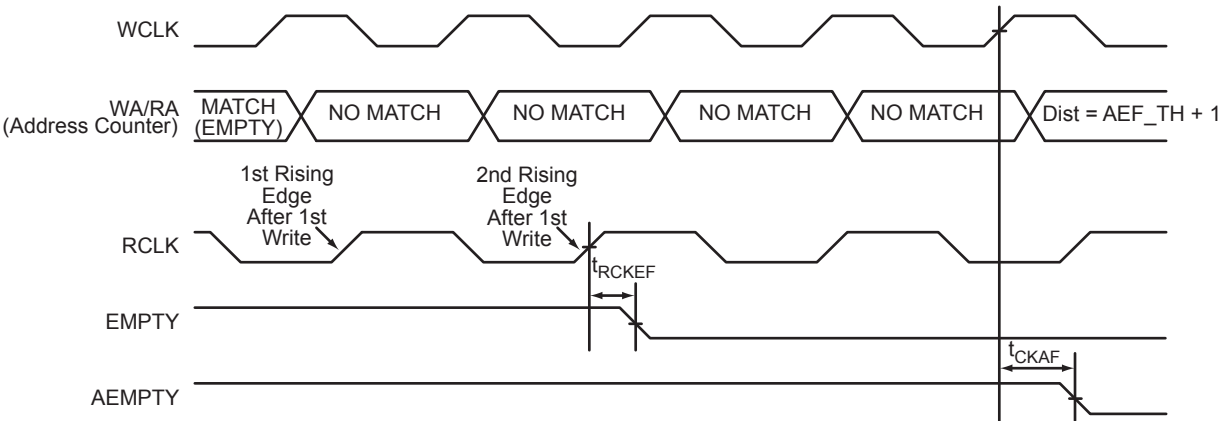 WCLK
WA/RA
(Address Counter)
MATCH
(EMPTY)
NO MATCH
NO MATCH
NO MATCH
NO MATCH
Dist = AEF_TH + 1
1st Rising
Edge
After 1st
Write
2nd Rising
Edge
After 1st
Write
RCLK
tRCKEF
EMPTY
tCKAF
AEMPTY